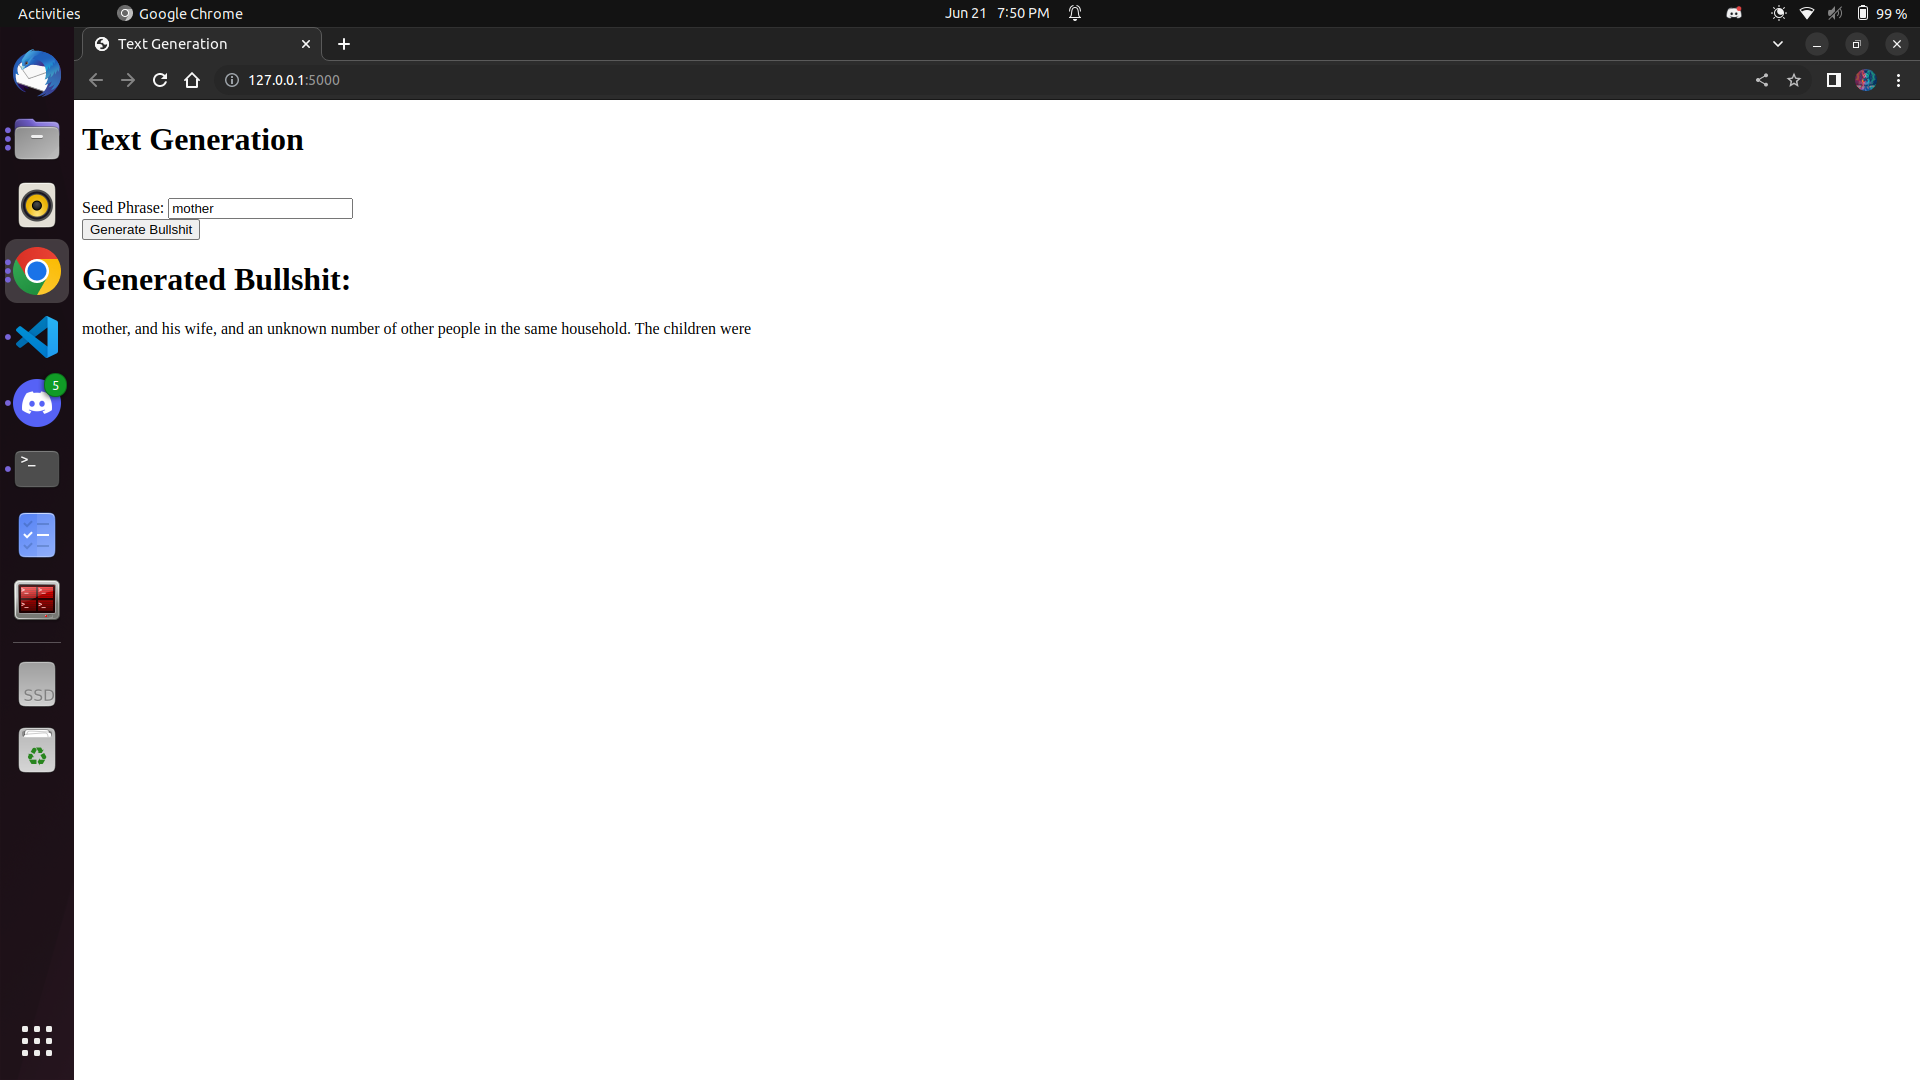 Activities
Google Chrome
Jun 21 7:50 PM
99 %
Text Generation
127.0.0.1:5000
Text Generation
Seed Phrase: mother
Generate Bullshit
Generated Bullshit:
mother, and his wife, and an unknown number of other people in the same household. The children were
5
>_
>_ >_
>_ >_
SSD